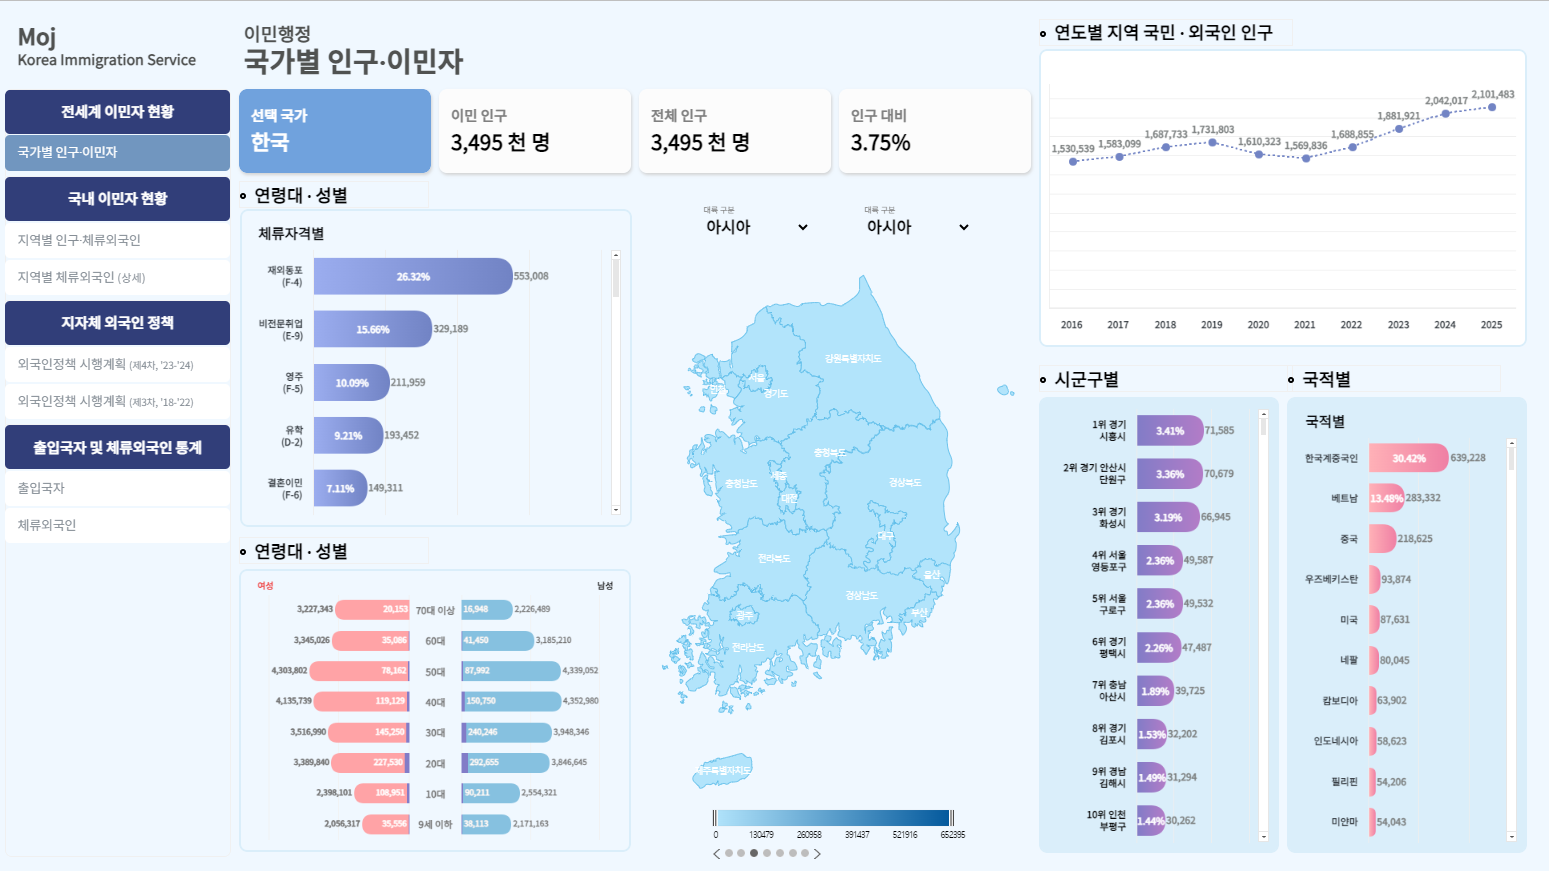 Moj
Korea Immigration Service
전세계 이민자 현황
국가별 인구·이민자
국내 이민자 현황
지역별 인구·체류외국인
지역별 체류외국인 (상세)
지자체 외국인 정책
외국인정책 시행계획 (제4차, '23-'24)
외국인정책 시행계획 (제3차, '18-'22)
출입국자 및 체류외국인 통계
출입국자
체류외국인
이민행정
국가별 인구·이민자
선택 국가
한국
이민 인구
3,495 천 명
전체 인구
3,495 천 명
인구 대비
3.75%
연령대 · 성별
체류자격별
재외동포
(F-4)
26.32%
553,008
비전문취업
(E-9)
15.66%
329,189
영주
(F-5)
10.09%
211,959
유학
(D-2)
9.21%
193,452
결혼이민
(F-6)
7.11%
149,311
연령대 · 성별
여성
남성
3,227,343 20,153 70대 이상 16,948 2,226,489
3,345,026 35,086 60대 41,450 3,185,210
4,303,802 78,162 50대 87,992 4,339,052
4,135,739 119,129 40대 150,750 4,352,980
3,516,990 145,250 30대 240,246 3,948,346
3,389,840 227,530 20대 292,655 3,846,645
2,398,101 108,951 10대 90,211 2,554,321
2,056,317 35,556 9세 이하 38,113 2,171,163
대륙 구분
아시아
대륙 구분
아시아
강원특별자치도
서울
인천
경기도
충청북도
세종
충청남도
대전
경상북도
대구
전라북도
울산
경상남도
부산
광주
전라남도
제주특별자치도
0 130479 260958 391437 521916 652395
연도별 지역 국민 · 외국인 인구
1,530,539
1,583,099
1,687,733
1,731,803
1,610,323
1,569,836
1,688,855
1,881,921
2,042,017
2,101,483
2016 2017 2018 2019 2020 2021 2022 2023 2024 2025
시군구별
1위 경기
시흥시
3.41%
71,585
2위 경기 안산시
단원구
3.36%
70,679
3위 경기
화성시
3.19%
66,945
4위 서울
영등포구
2.36%
49,587
5위 서울
구로구
2.36%
49,532
6위 경기
평택시
2.26%
47,487
7위 충남
아산시
1.89%
39,725
8위 경기
김포시
1.53%
32,202
9위 경남
김해시
1.49%
31,294
10위 인천
부평구
1.44%
30,262
국적별
국적별
한국계중국인 30.42% 639,228
베트남 13.48% 283,332
중국 218,625
우즈베키스탄 93,874
미국 87,631
네팔 80,045
캄보디아 63,902
인도네시아 58,623
필리핀 54,206
미얀마 54,043